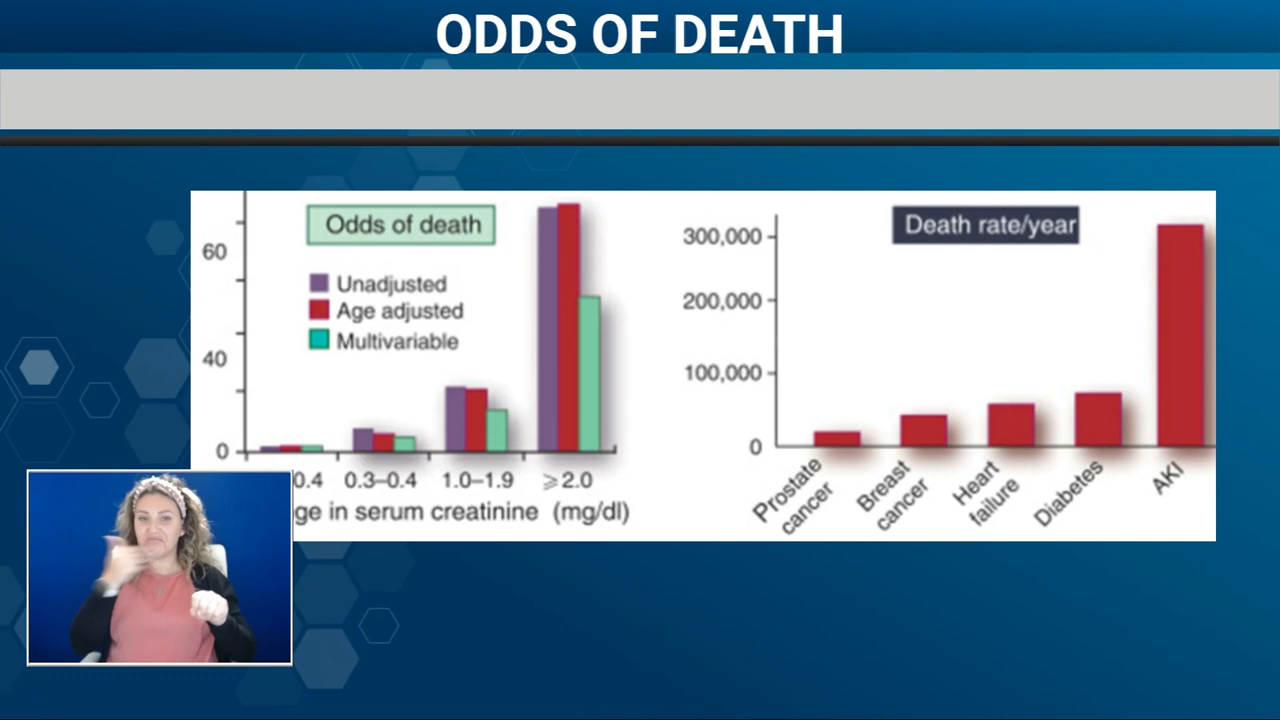 ODDS OF DEATH
Odds of death
Unadjusted
Age adjusted
Multivariable
60
40
0
0.4
0.3–0.4
1.0–1.9
⩾2.0
ge in serum creatinine (mg/dl)
Death rate/year
300,000
200,000
100,000
0
Prostate
cancer
Breast
cancer
Heart
failure
Diabetes
AKI